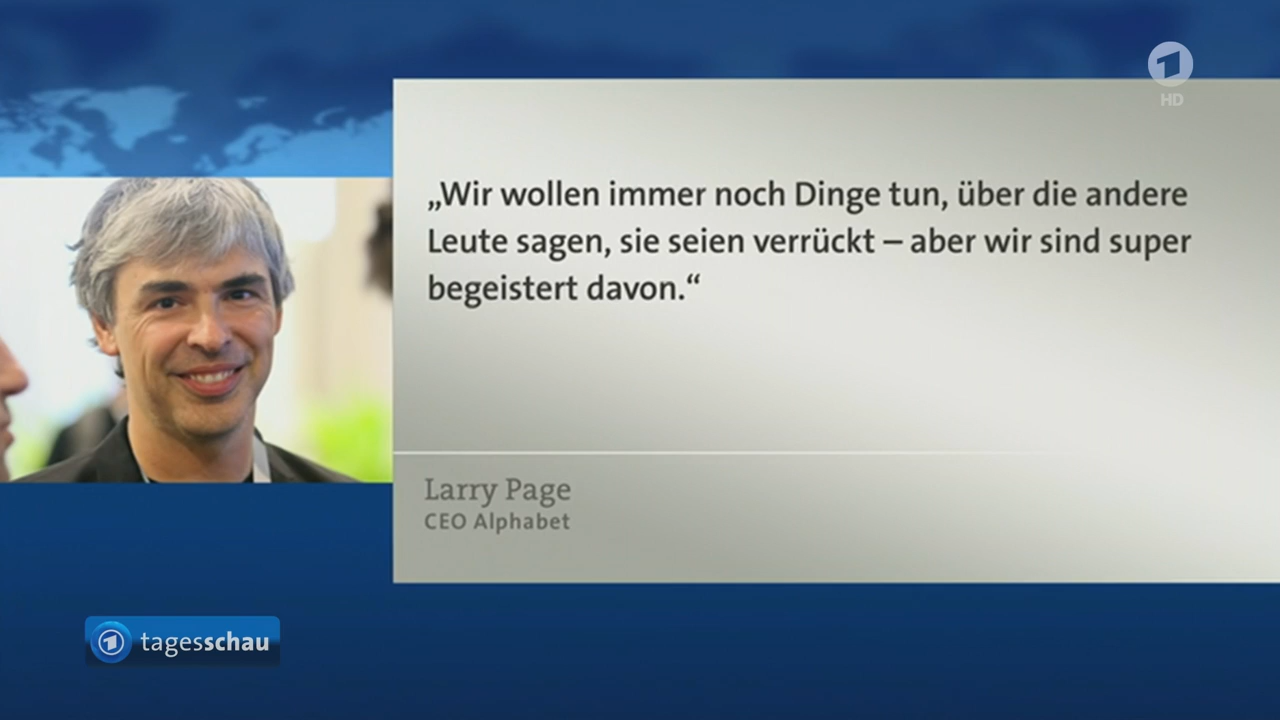 1
HD
„Wir wollen immer noch Dinge tun, über die andere
Leute sagen, sie seien verrückt – aber wir sind super
begeistert davon.“
Larry Page
CEO Alphabet
1 tagesschau